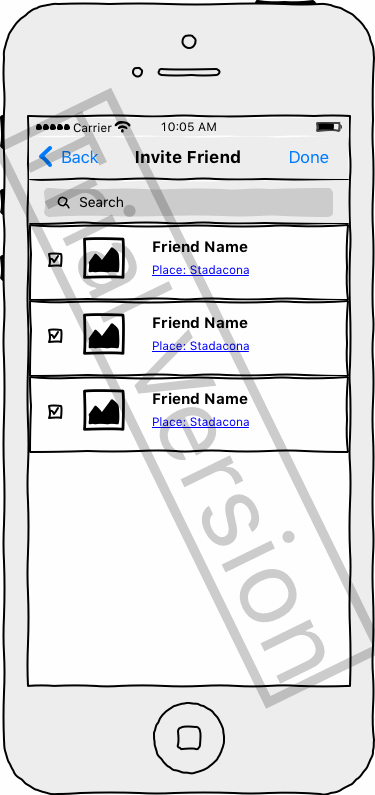 Carrier 10:05 AM
Back Invite Friend Done
Search
Friend Name
Place: Stadacona
Friend Name
Place: Stadacona
Friend Name
Place: Stadacona
Trial Version